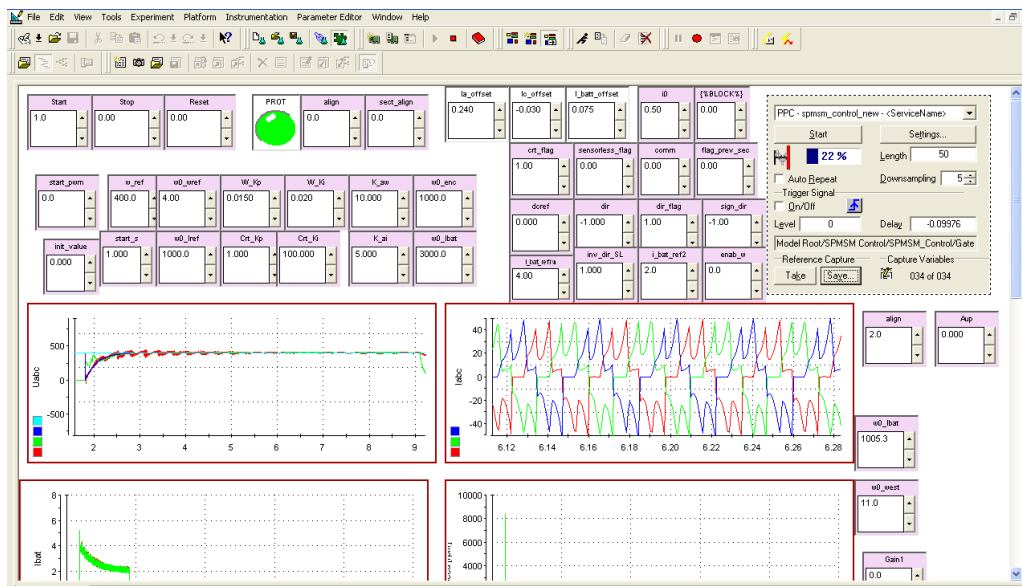 File Edit View Tools Experiment Platform Instrumentation Parameter Editor Window Help
Start Stop Reset PROT align sect_align
1.0 0.00 0.00 0.0 0.0
Ia_offset Ic_offset I_batt_offset i0 {%BLOCK%}
0.240 -0.030 0.075 0.50 0.00
crt_flag sensorless_flag comm flag_prev_sec
1.00 0.00 0.00 0.00
start_pwm w_ref w0_wref W_Kp W_Ki K_aw w0_enc
0.0 400.0 4.00 0.0150 0.020 10.000 1000.0
doref dir dir_flag sign_dir
0.000 -1.000 1.00 -1.00
init_value start_s w0_Iref Crt_Kp Crt_Ki K_ai w0_Ibat
0.000 1.000 1000.0 1.000 100.000 5.000 3000.0
inv_dir_SL i_bat_ref2 enab_w
4.00 1.000 2.0 0.0
PPC - spmsm_control_new - <ServiceName>
Start Settings...
22 % Length 50
Auto Repeat Downsampling 5
Trigger Signal
On/Off
Level 0 Delay -0.09976
Model Root/SPMSM Control/SPMSM_Control/Gate
Reference Capture Capture Variables
Take Save... 034 of 034
Uabc
500
0
-500
2 3 4 5 6 7 8 9
Iabc
40
20
0
-20
-40
6.12 6.14 6.16 6.18 6.20 6.22 6.24 6.26 6.28
align Aup
2.0 0.000
w0_Ibat
1005.3
w0_west
11.0
Gain1
0.0
Ibat
8
6
4
2
10000
8000
6000
4000